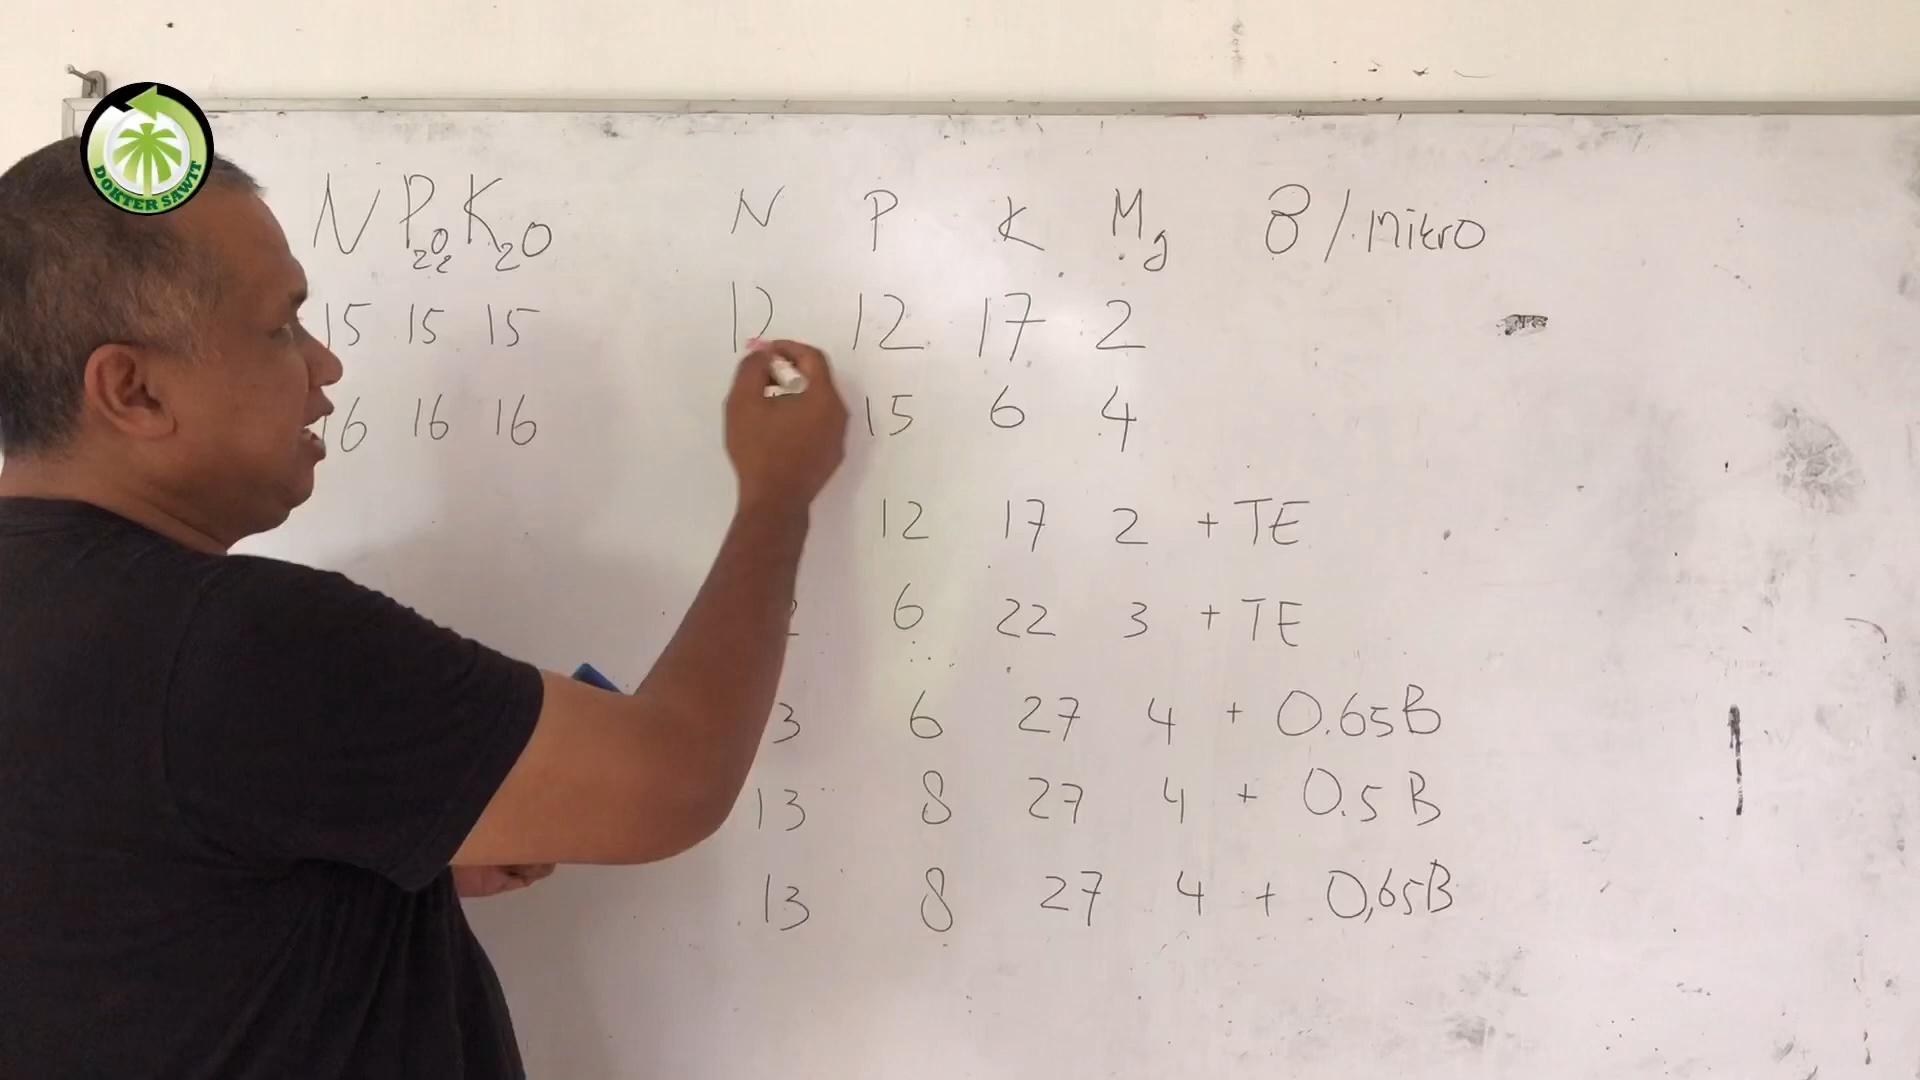 DOKTER SAWIT
N P2O2 K2O
15 15 15
16 16 16
N P K Mg B / Mikro
12 12 17 2
15 6 4
12 17 2 + TE
2 6 22 3 + TE
3 6 27 4 + 0.65B
13 8 27 4 + 0.5 B
13 8 27 4 + 0,65B